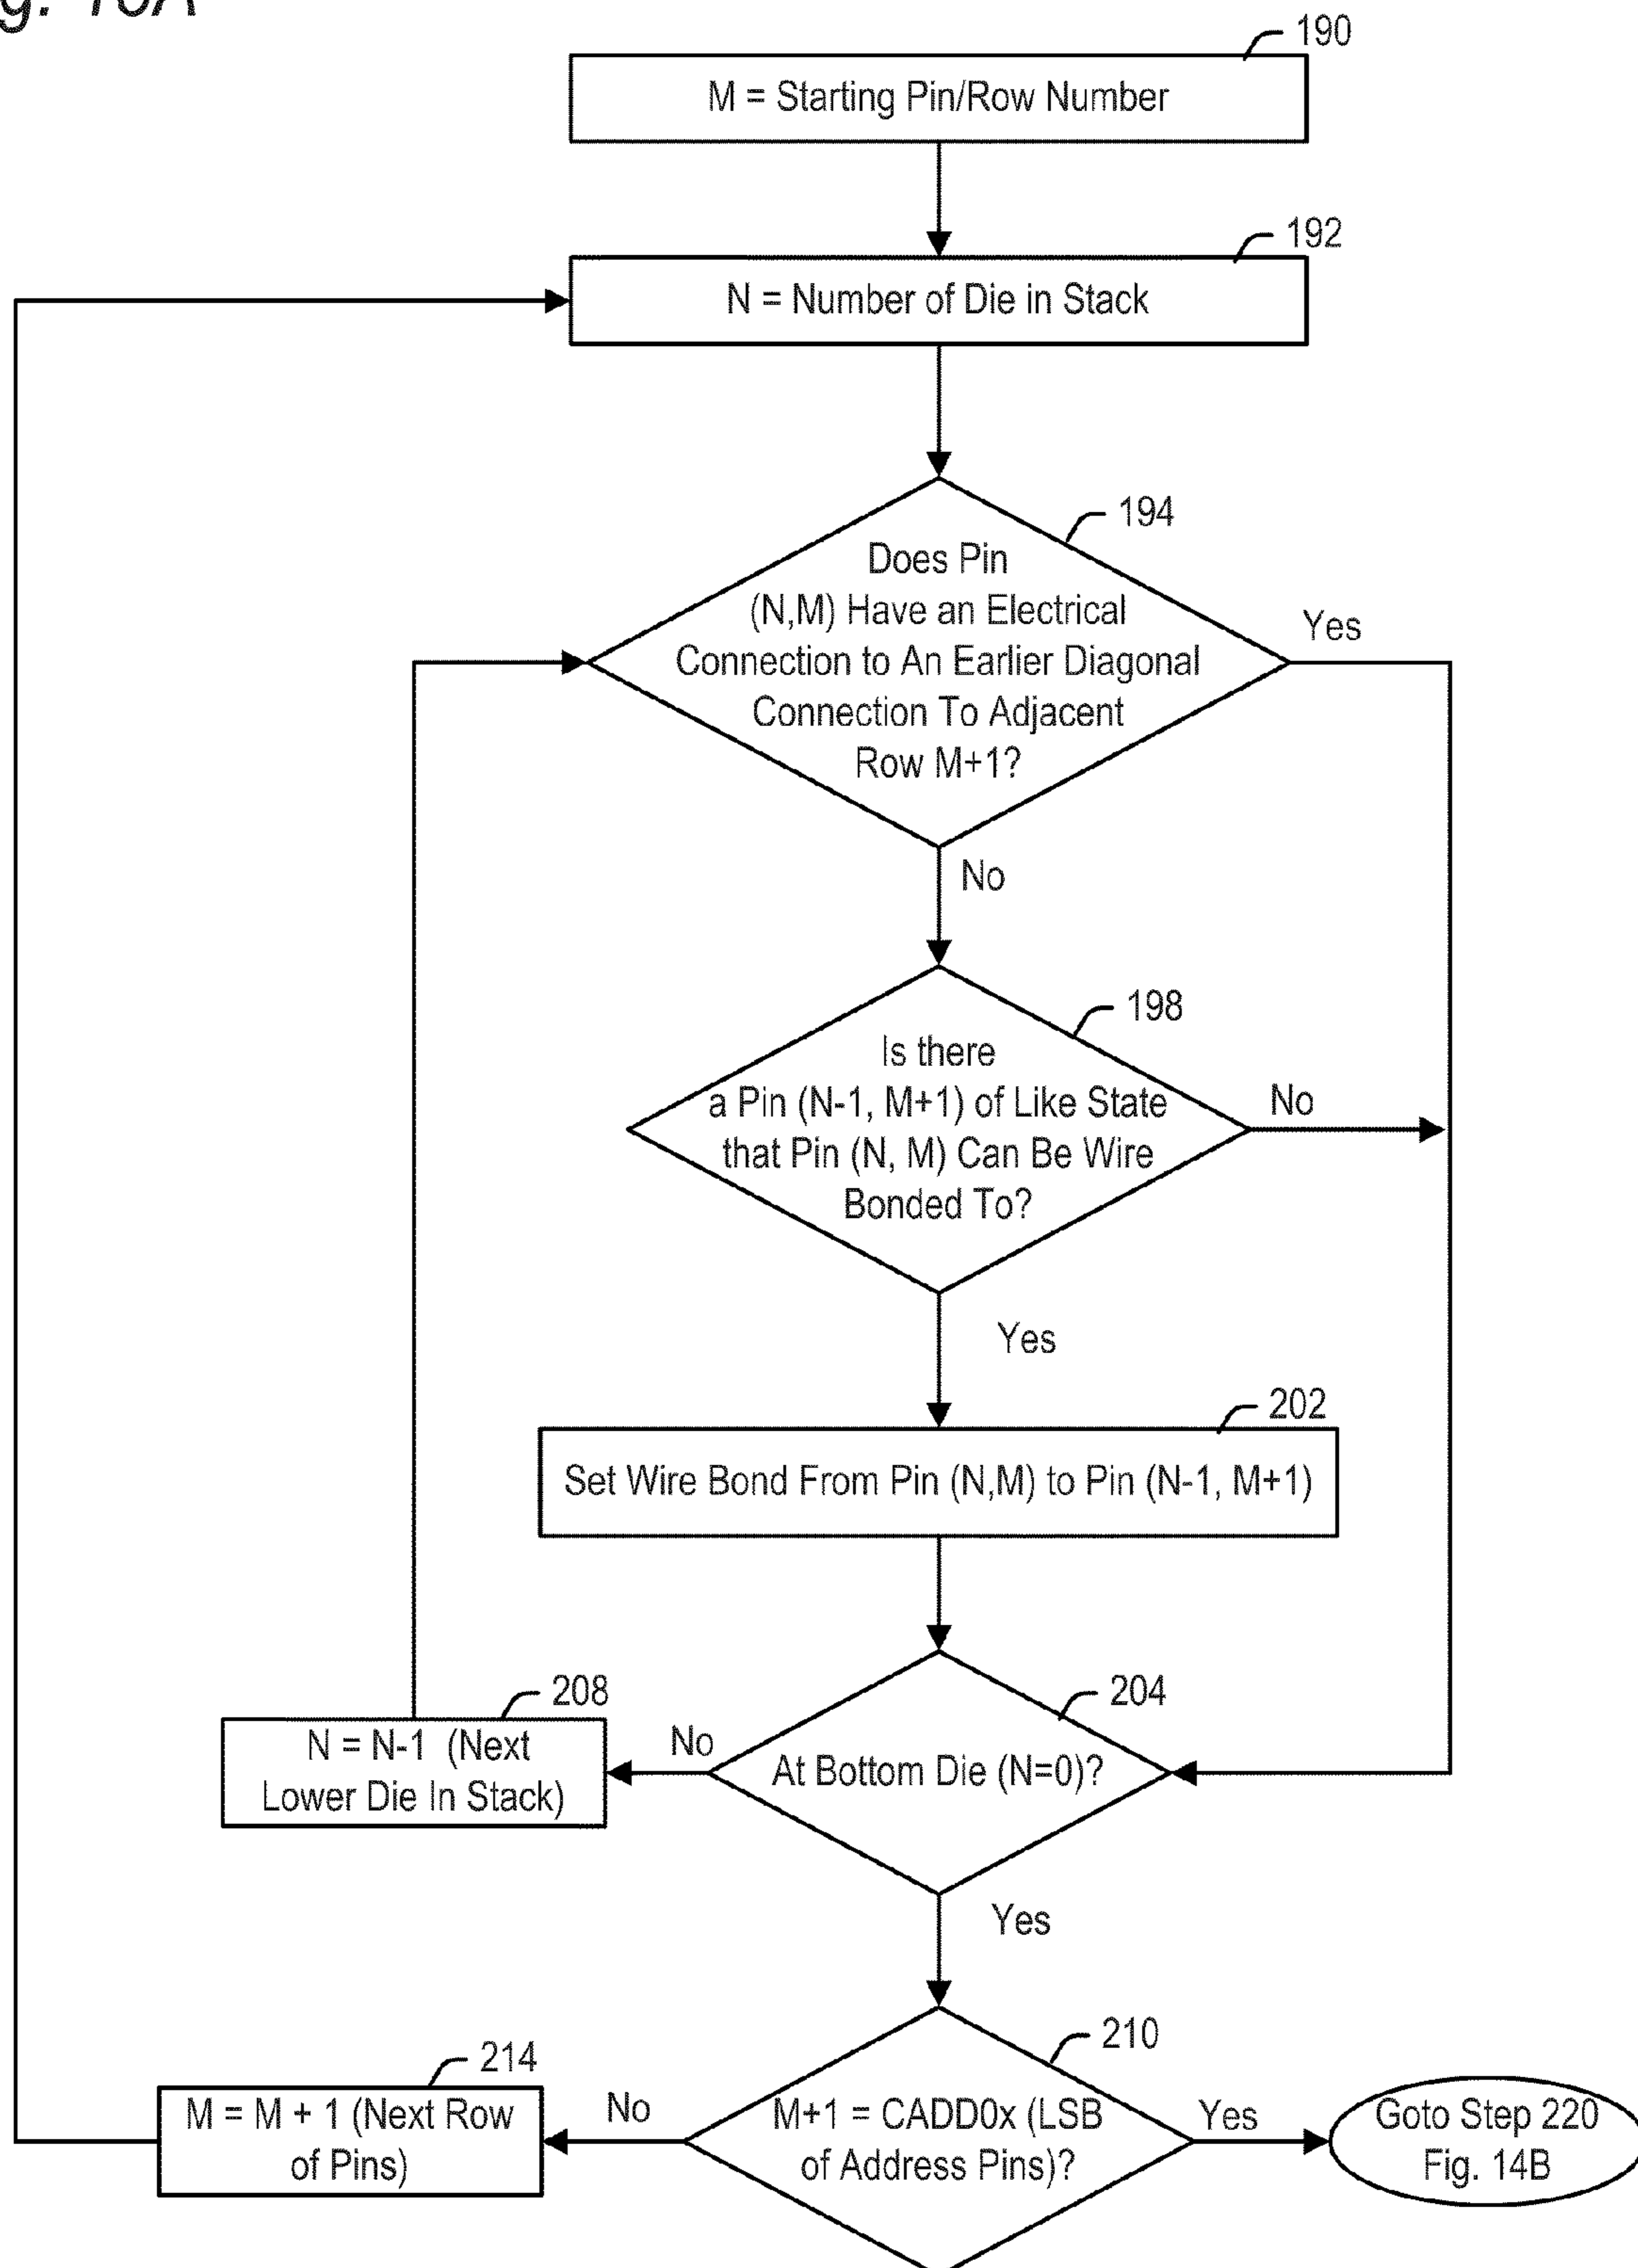 g. 13A
190
M = Starting Pin/Row Number
192
N = Number of Die in Stack
194
Does Pin
(N,M) Have an Electrical
Connection to An Earlier Diagonal
Connection To Adjacent
Row M+1?
Yes
No
198
Is there
a Pin (N-1, M+1) of Like State
that Pin (N, M) Can Be Wire
Bonded To?
No
Yes
202
Set Wire Bond From Pin (N,M) to Pin (N-1, M+1)
208
N = N-1 (Next
Lower Die In Stack)
No
204
At Bottom Die (N=0)?
Yes
214
M = M + 1 (Next Row
of Pins)
No
210
M+1 = CADD0x (LSB
of Address Pins)?
Yes
Goto Step 220
Fig. 14B